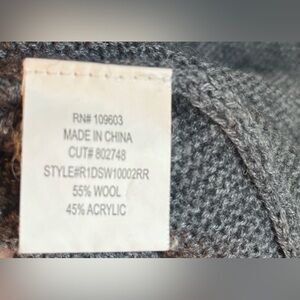 RN# 109603
MADE IN CHINA
CUT# 802748
STYLE#R1DSW10002RR
55% WOOL
45% ACRYLIC